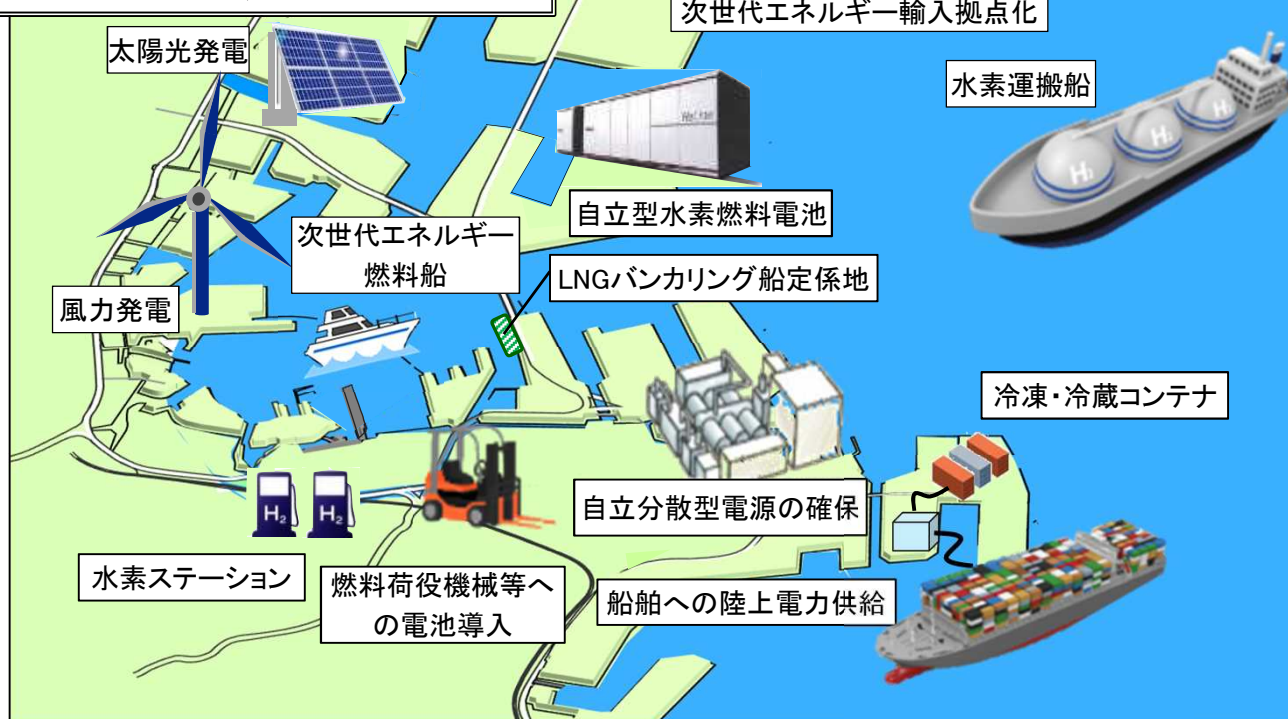 次世代エネルギー輸入拠点化
太陽光発電
水素運搬船
H₂
H₂
H₂
自立型水素燃料電池
次世代エネルギー
燃料船
LNGバンカリング船定係地
風力発電
冷凍・冷蔵コンテナ
自立分散型電源の確保
H₂
H₂
水素ステーション
燃料荷役機械等へ
の電池導入
船舶への陸上電力供給